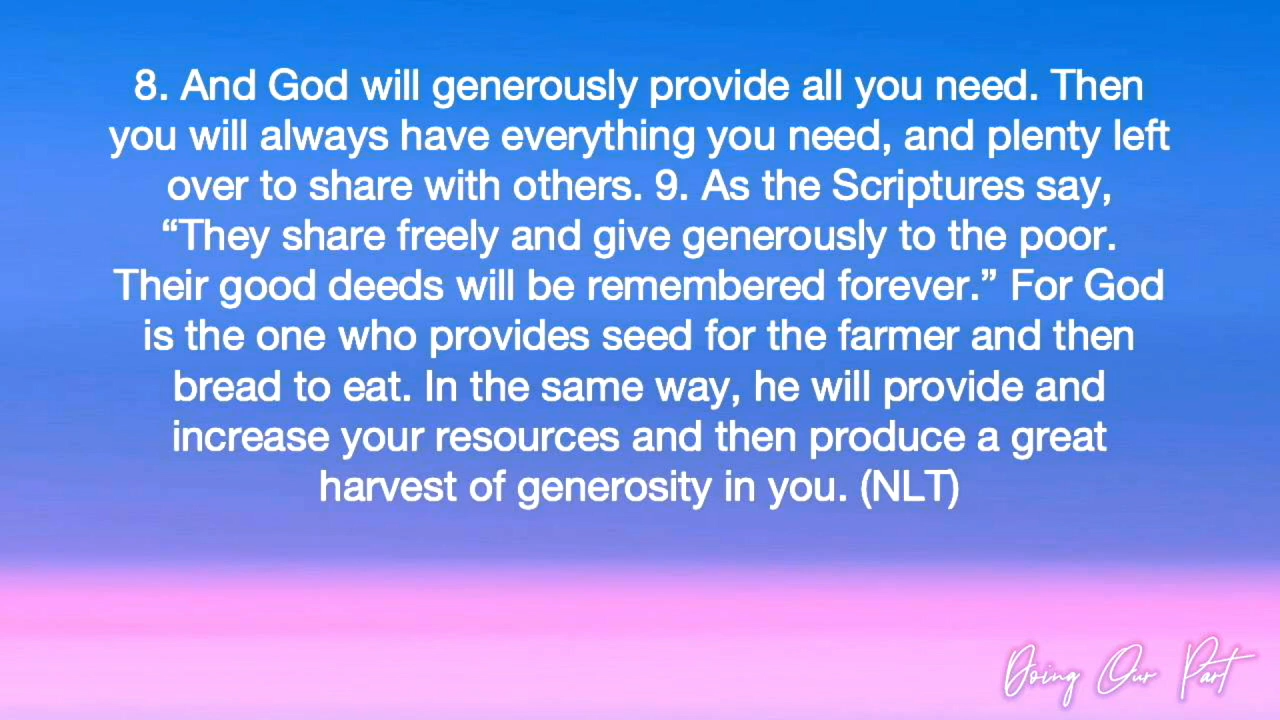 8. And God will generously provide all you need. Then
you will always have everything you need, and plenty left
over to share with others. 9. As the Scriptures say,
“They share freely and give generously to the poor.
Their good deeds will be remembered forever.” For God
is the one who provides seed for the farmer and then
bread to eat. In the same way, he will provide and
increase your resources and then produce a great
harvest of generosity in you. (NLT)
Doing Our Part